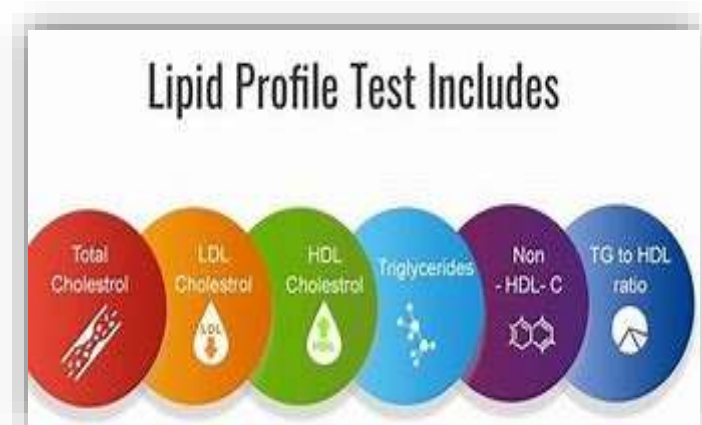 Lipid Profile Test Includes
Total
Cholestrol
LDL
Cholestrol
LDL
HDL
Cholestrol
HDL
Triglycerides
Non
- HDL- C
TG to HDL
ratio